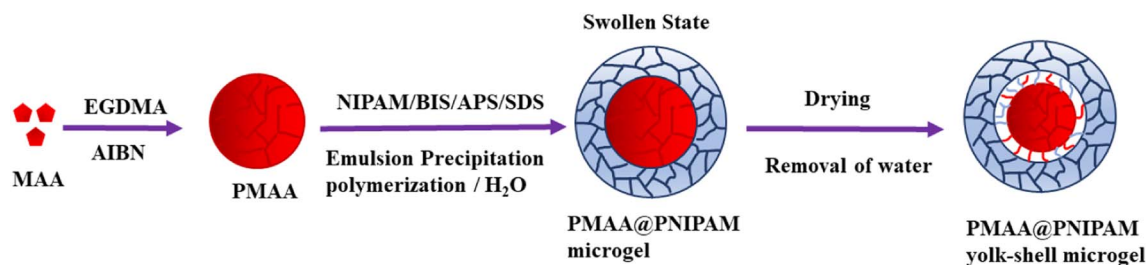 Swollen State
EGDMA
AIBN
MAA
PMAA
NIPAM/BIS/APS/SDS
Emulsion Precipitation
polymerization / H₂O
PMAA@PNIPAM
microgel
Drying
Removal of water
PMAA@PNIPAM
yolk-shell microgel